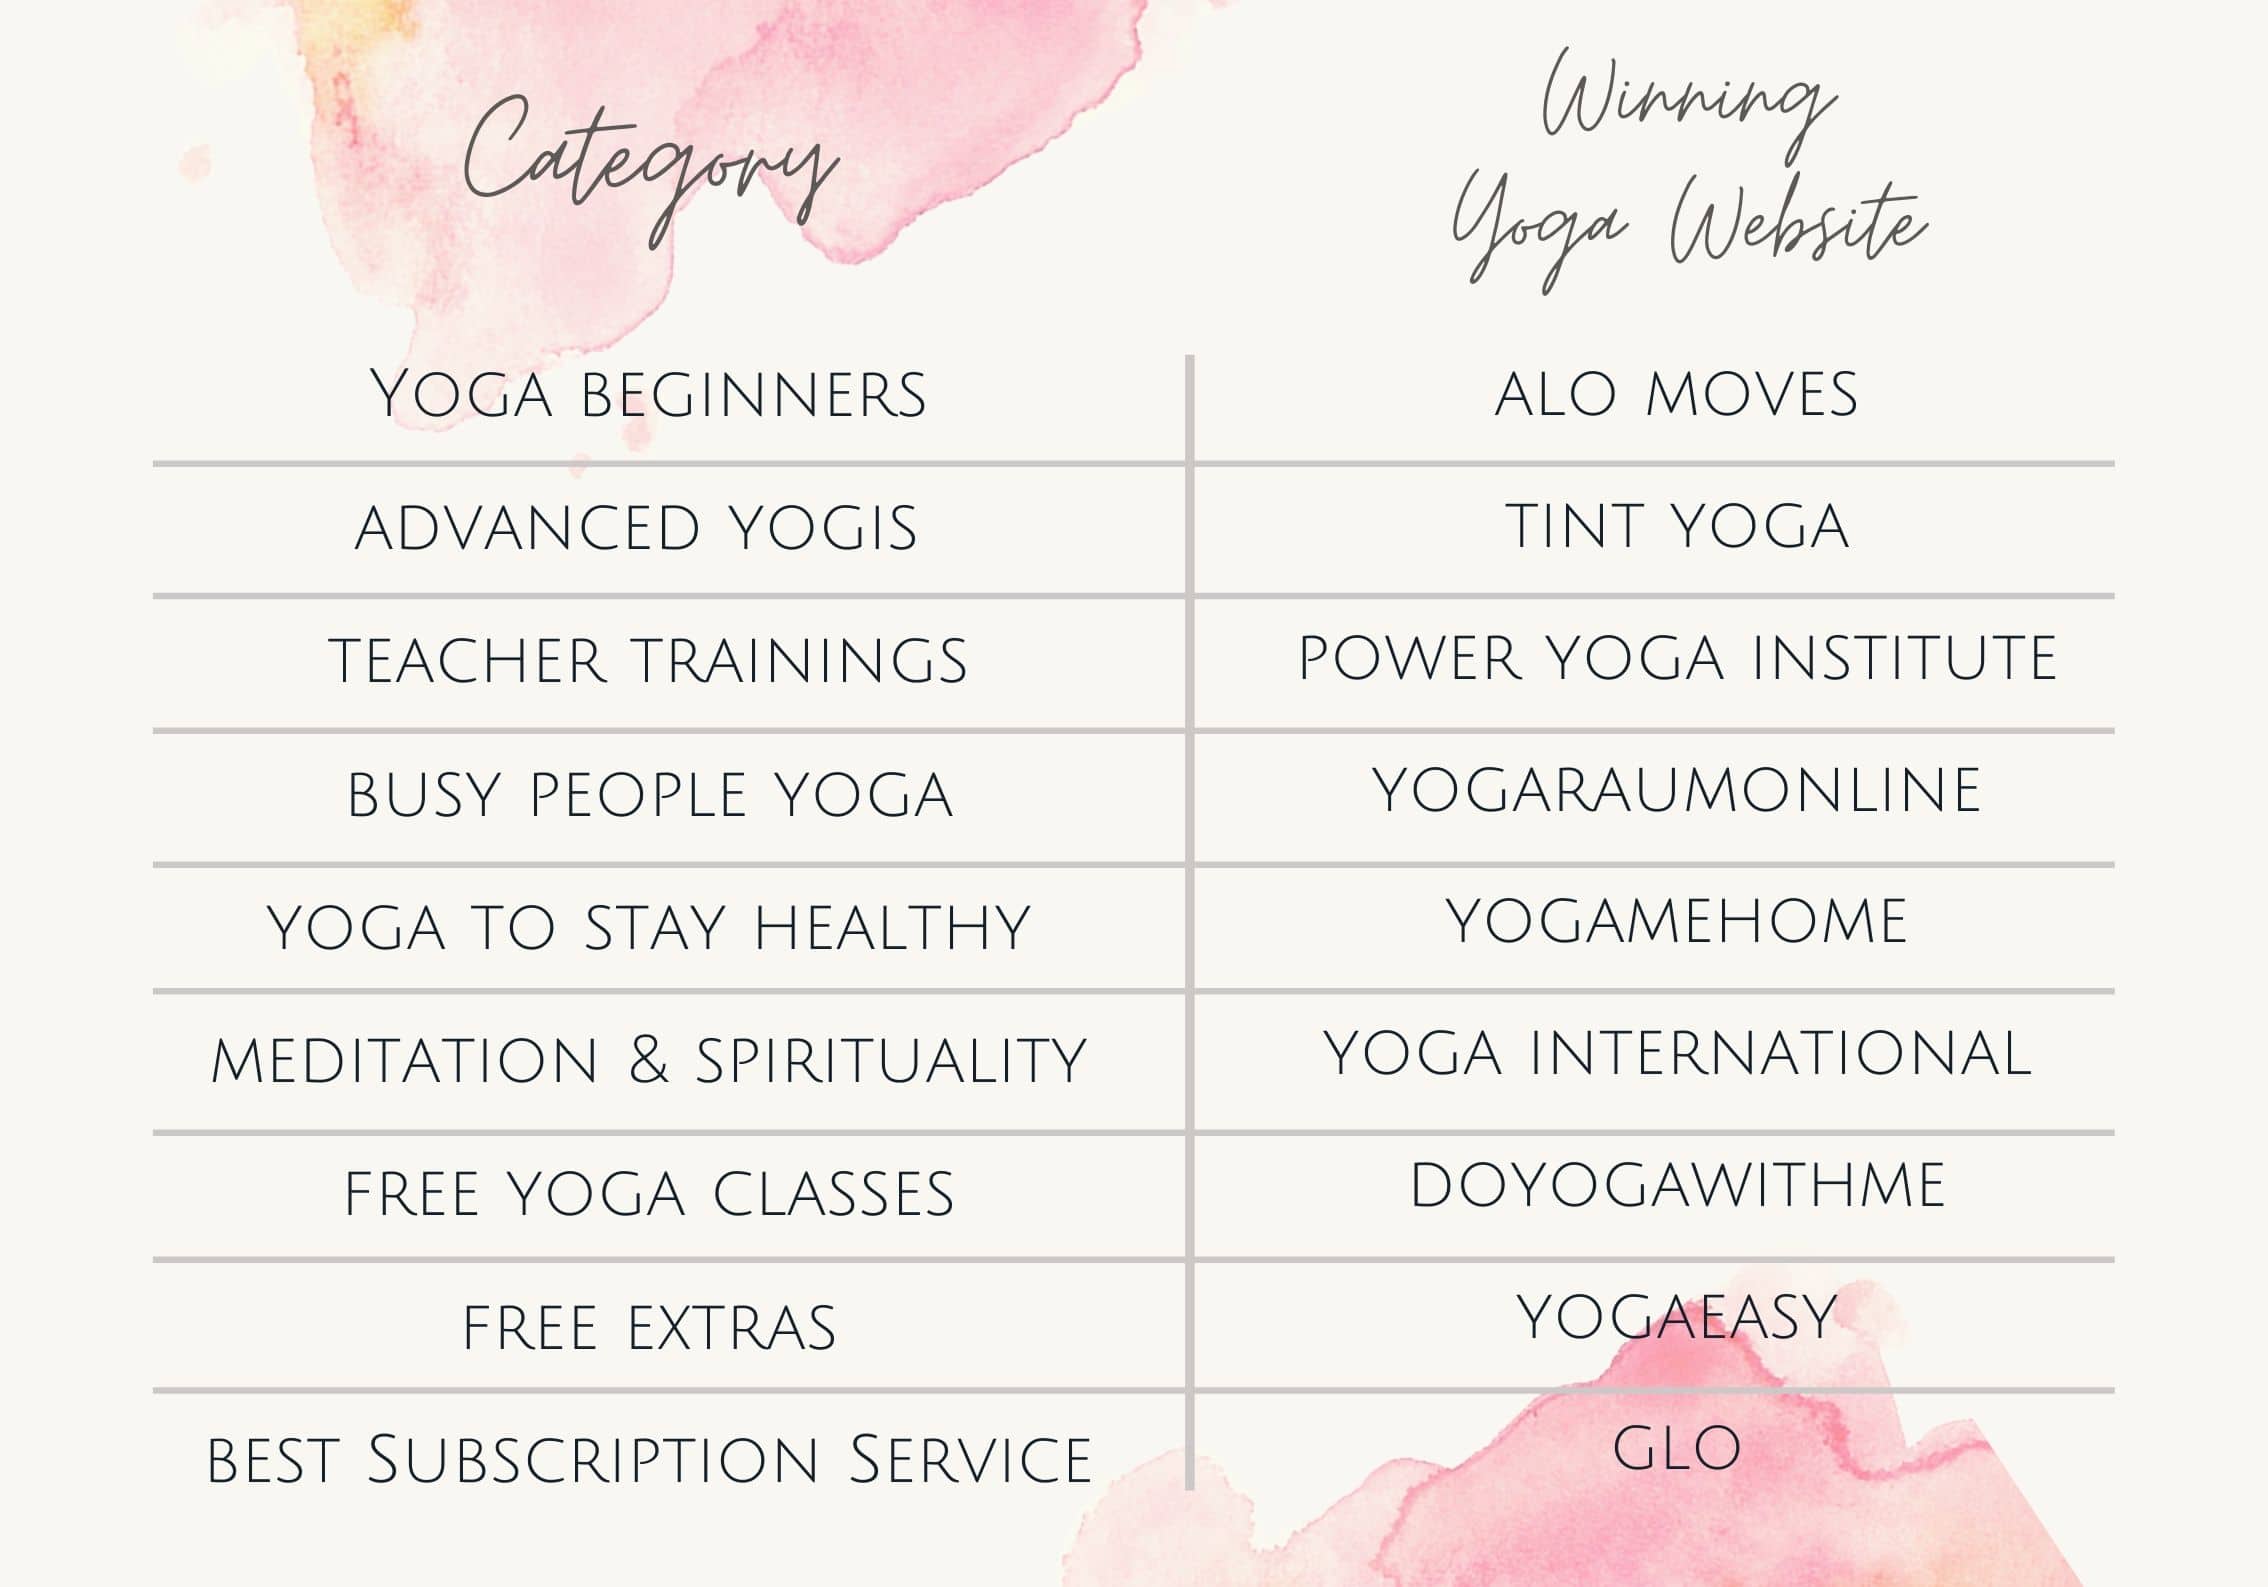 Category
Winning
Yoga Website
YOGA BEGINNERS
ALO MOVES
ADVANCED YOGIS
TINT YOGA
TEACHER TRAININGS
POWER YOGA INSTITUTE
BUSY PEOPLE YOGA
YOGARAUMONLINE
YOGA TO STAY HEALTHY
YOGAMEHOME
MEDITATION & SPIRITUALITY
YOGA INTERNATIONAL
FREE YOGA CLASSES
DOYOGAWITHME
FREE EXTRAS
YOGAEASY
BEST SUBSCRIPTION SERVICE
GLO